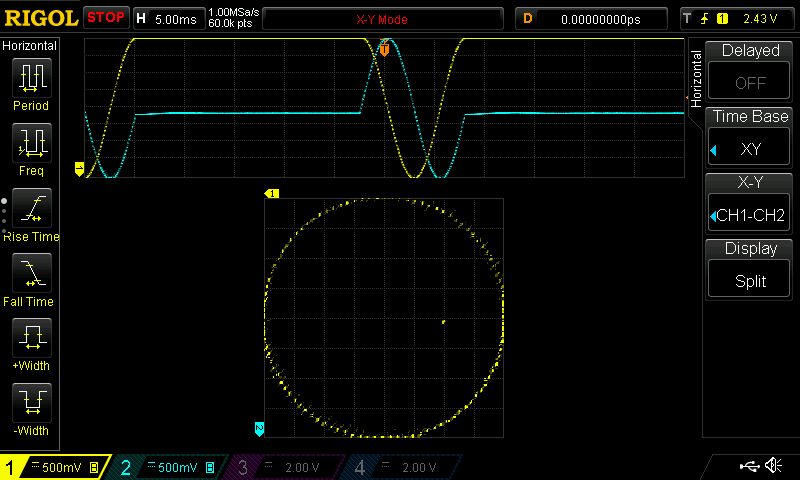 RIGOL STOP H 5.00ms 1.00MSa/s 60.0k pts X-Y Mode D 0.00000000ps T 1 2.43 V
Horizontal
Period
Freq
Rise Time
Fall Time
+Width
-Width
T
1
1
2
Horizontal
Delayed
OFF
Time Base
XY
X-Y
CH1-CH2
Display
Split
1 500mV B 2 500mV B 3 2.00 V 4 2.00 V